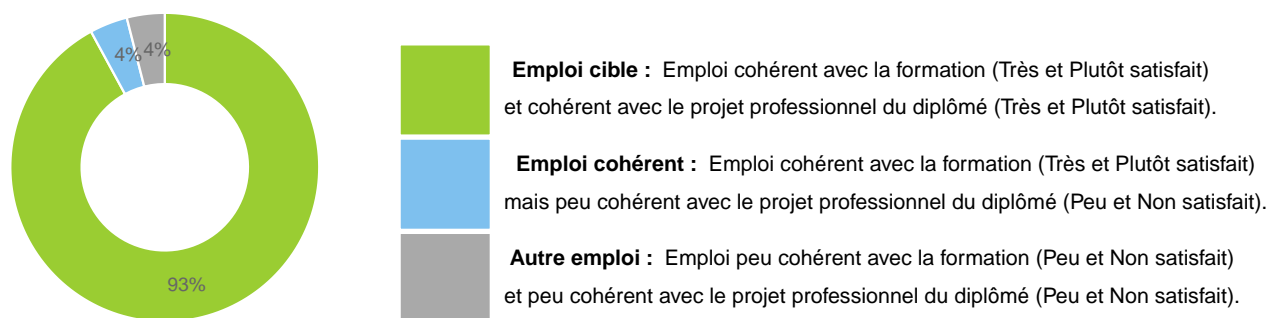 4%
4%
93%
Emploi cible : Emploi cohérent avec la formation (Très et Plutôt satisfait)
et cohérent avec le projet professionnel du diplômé (Très et Plutôt satisfait).
Emploi cohérent : Emploi cohérent avec la formation (Très et Plutôt satisfait)
mais peu cohérent avec le projet professionnel du diplômé (Peu et Non satisfait).
Autre emploi : Emploi peu cohérent avec la formation (Peu et Non satisfait)
et peu cohérent avec le projet professionnel du diplômé (Peu et Non satisfait).